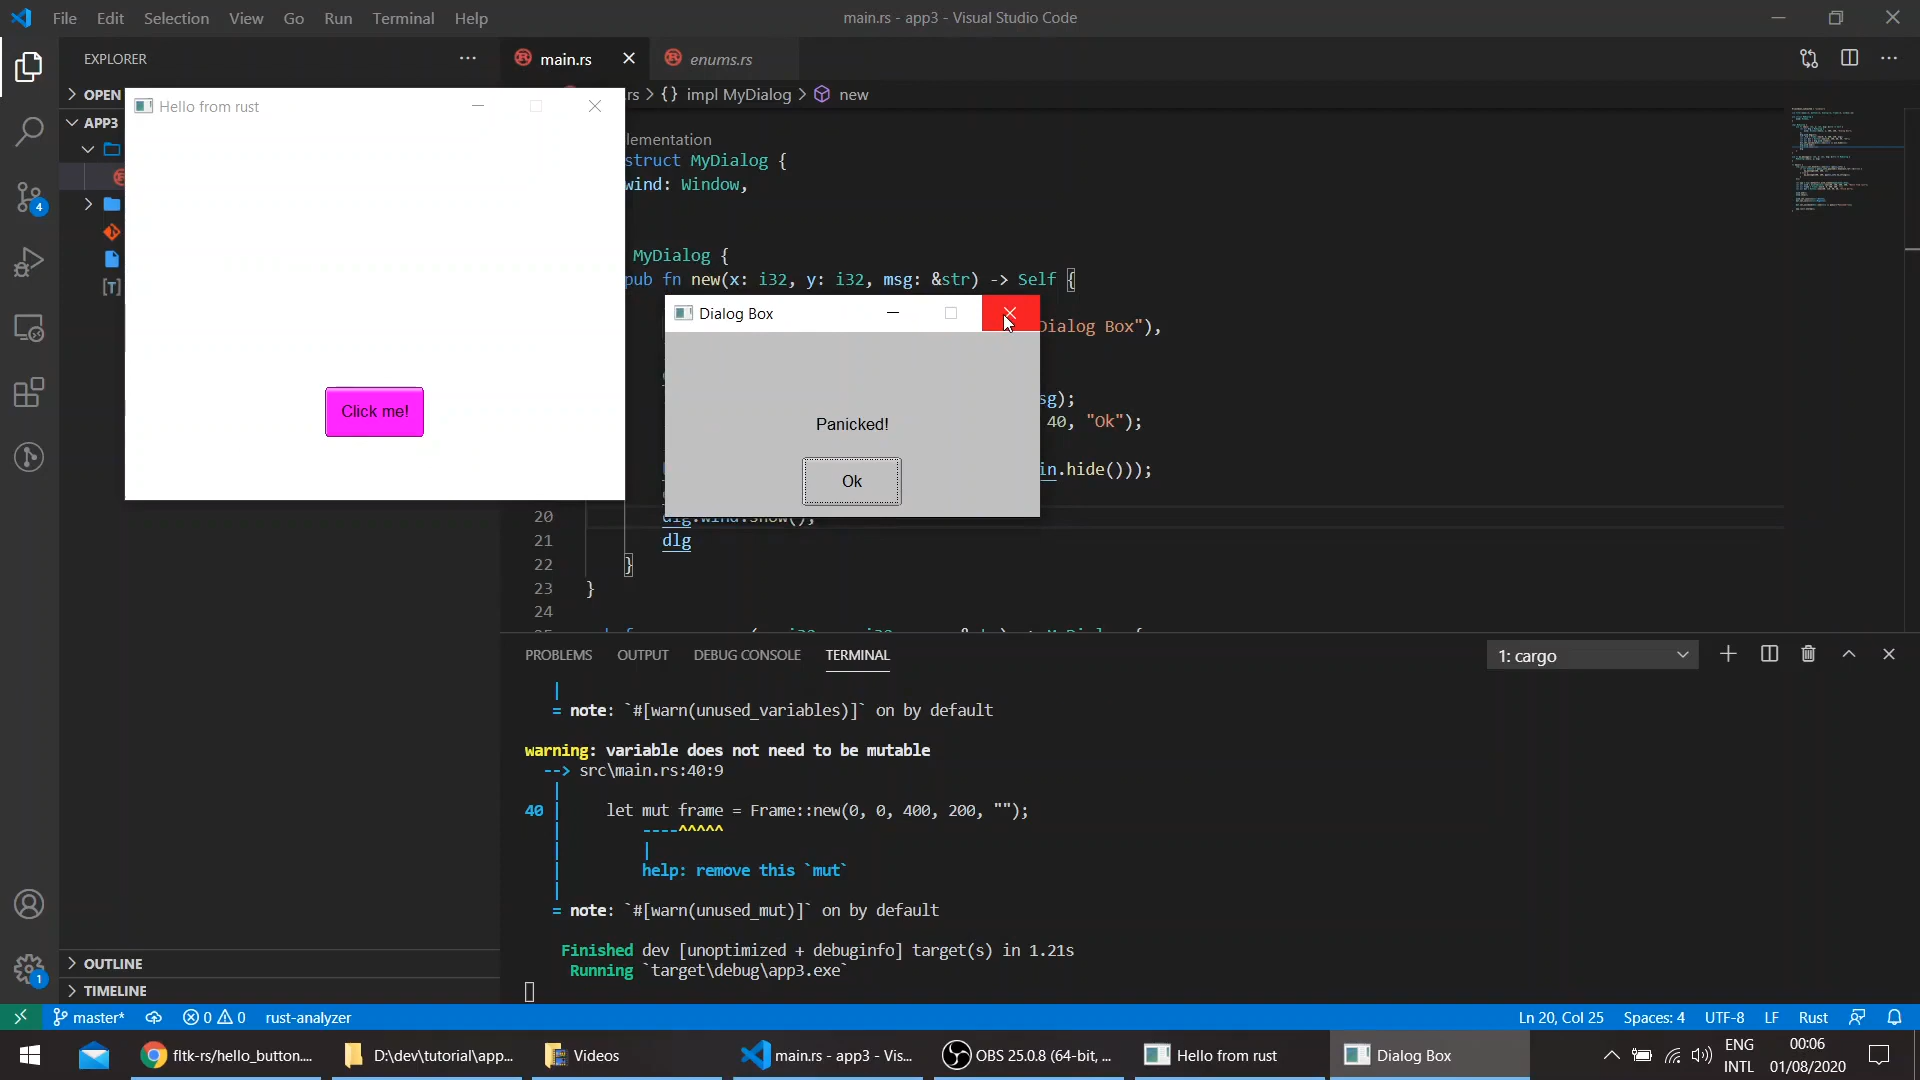 File Edit Selection View Go Run Terminal Help
main.rs - app3 - Visual Studio Code
EXPLORER
main.rs
enums.rs
OPEN
APP3
.rs > {} impl MyDialog > new
Hello from rust
Click me!
lementation
struct MyDialog {
wind: Window,
MyDialog {
pub fn new(x: i32, y: i32, msg: &str) -> Self {
Dialog Box"),
sg);
40, "Ok");
in.hide()));
20 dlg.wind.show();
21 dlg
22 }
23 }
24
Dialog Box
Panicked!
Ok
PROBLEMS OUTPUT DEBUG CONSOLE TERMINAL
1: cargo
|
= note: `#[warn(unused_variables)]` on by default
warning: variable does not need to be mutable
--> src\main.rs:40:9
|
40 | let mut frame = Frame::new(0, 0, 400, 200, "");
| ----^^^^^
| |
| help: remove this `mut`
|
= note: `#[warn(unused_mut)]` on by default
Finished dev [unoptimized + debuginfo] target(s) in 1.21s
Running `target\debug\app3.exe`
4
1
OUTLINE
TIMELINE
master* 0 0 rust-analyzer
Ln 20, Col 25 Spaces: 4 UTF-8 LF Rust
fltk-rs/hello_button....
D:\dev\tutorial\app...
Videos
main.rs - app3 - Vis...
OBS 25.0.8 (64-bit, ...
Hello from rust
Dialog Box
ENG
INTL
00:06
01/08/2020